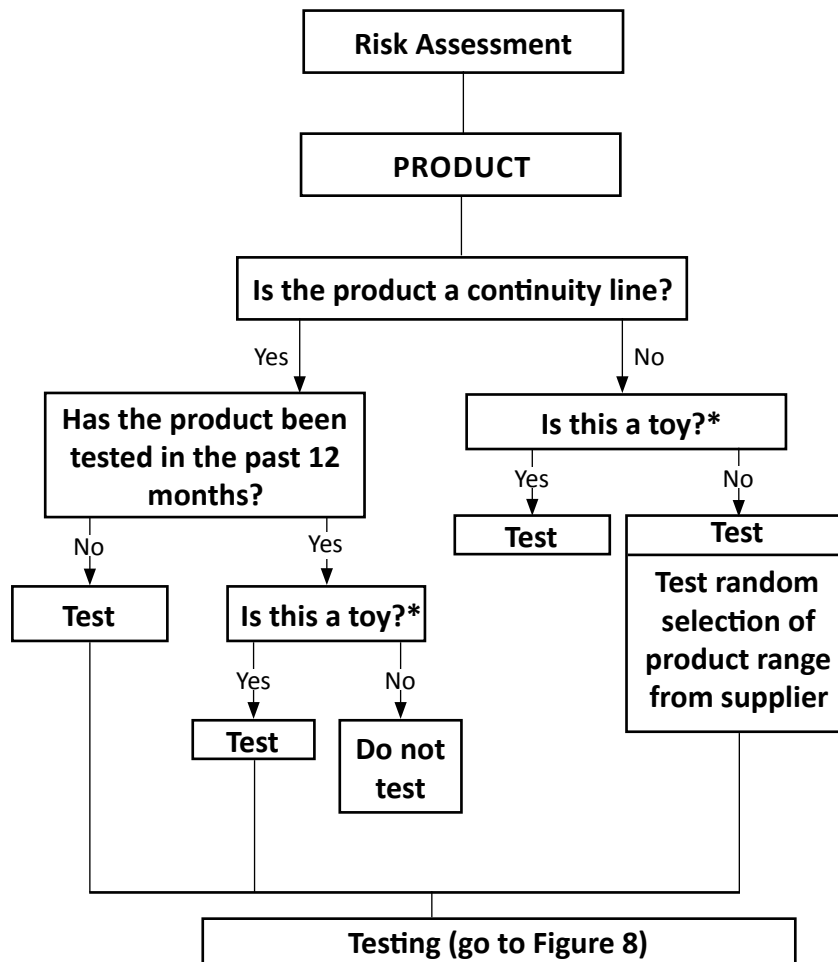 Risk Assessment
PRODUCT
Is the product a continuity line?
Yes
No
Has the product been
tested in the past 12
months?
Is this a toy?*
Yes
No
Test
Test
Test random
selection of
product range
from supplier
No
Yes
Test
Is this a toy?*
Yes
No
Test
Do not
test
Testing (go to Figure 8)